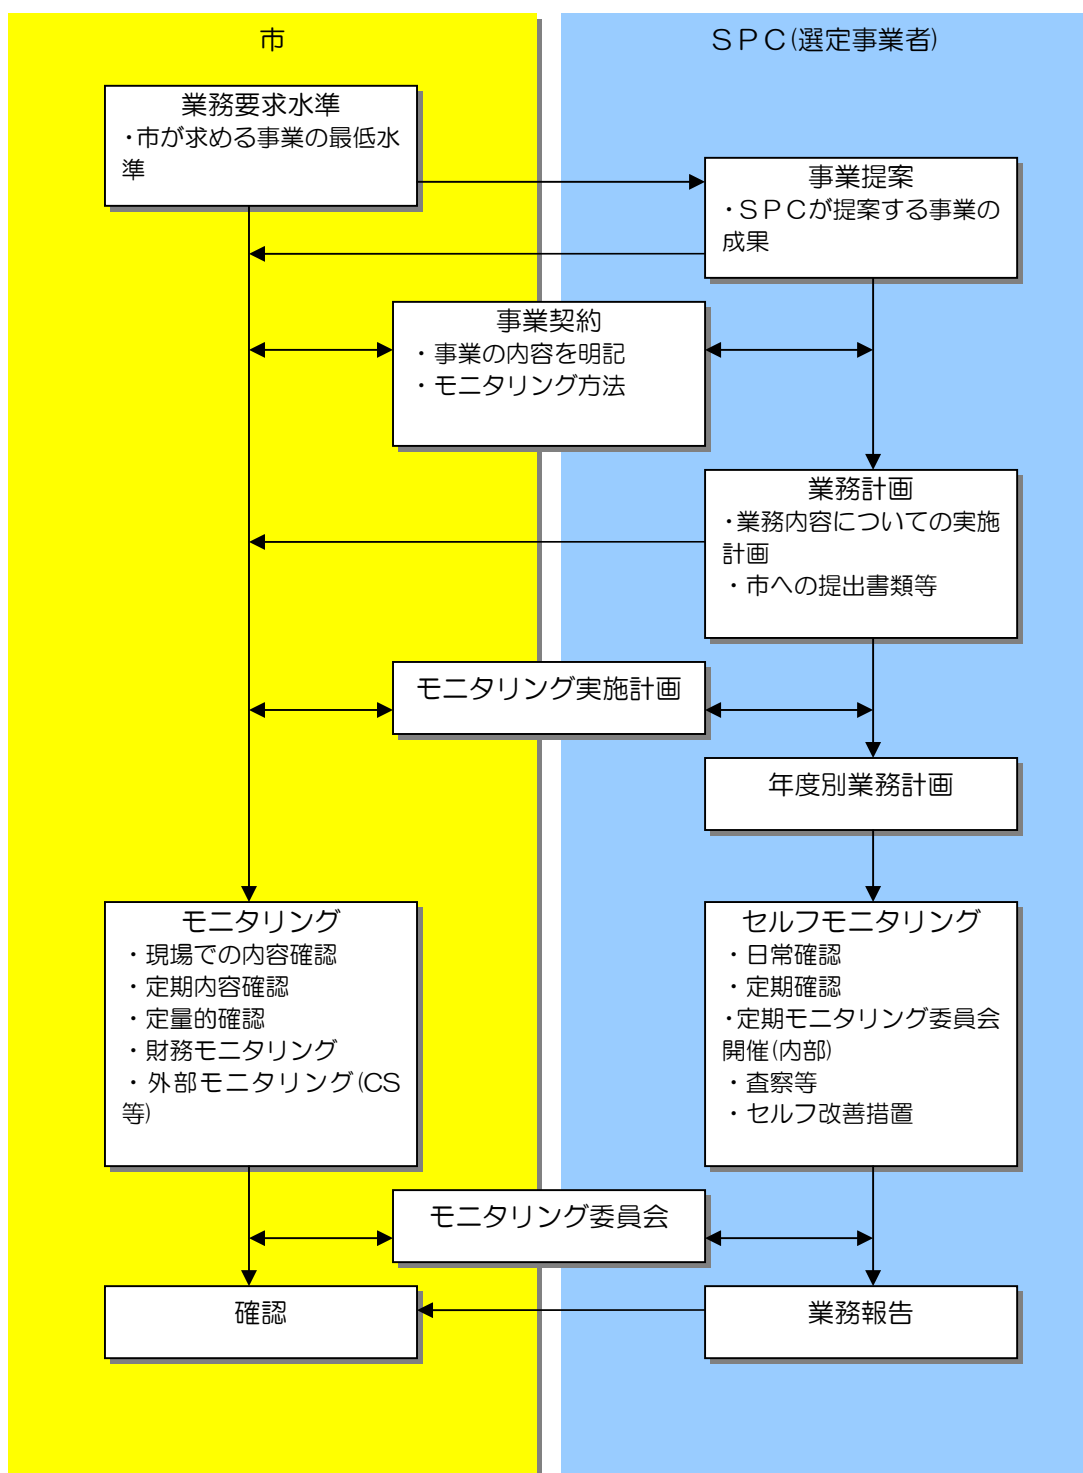 市
ＳＰＣ(選定事業者)
業務要求水準
・市が求める事業の最低水
準
事業提案
・ＳＰＣが提案する事業の
成果
事業契約
・事業の内容を明記
・モニタリング方法
業務計画
・業務内容についての実施
計画
・市への提出書類等
モニタリング実施計画
年度別業務計画
モニタリング
・現場での内容確認
・定期内容確認
・定量的確認
・財務モニタリング
・外部モニタリング(CS
等)
セルフモニタリング
・日常確認
・定期確認
・定期モニタリング委員会
開催(内部)
・査察等
・セルフ改善措置
モニタリング委員会
確認
業務報告